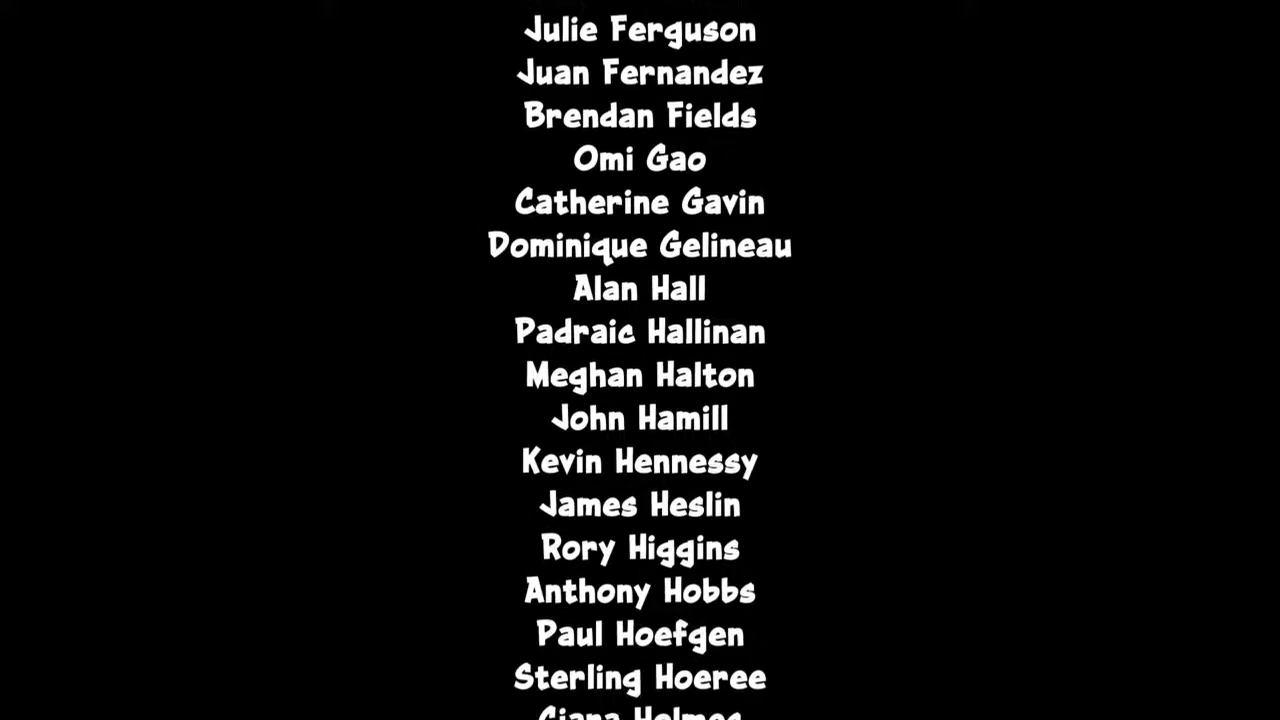 Julie Ferguson
Juan Fernandez
Brendan Fields
Omi Gao
Catherine Gavin
Dominique Gelineau
Alan Hall
Padraic Hallinan
Meghan Halton
John Hamill
Kevin Hennessy
James Heslin
Rory Higgins
Anthony Hobbs
Paul Hoefgen
Sterling Hoeree
Holmes